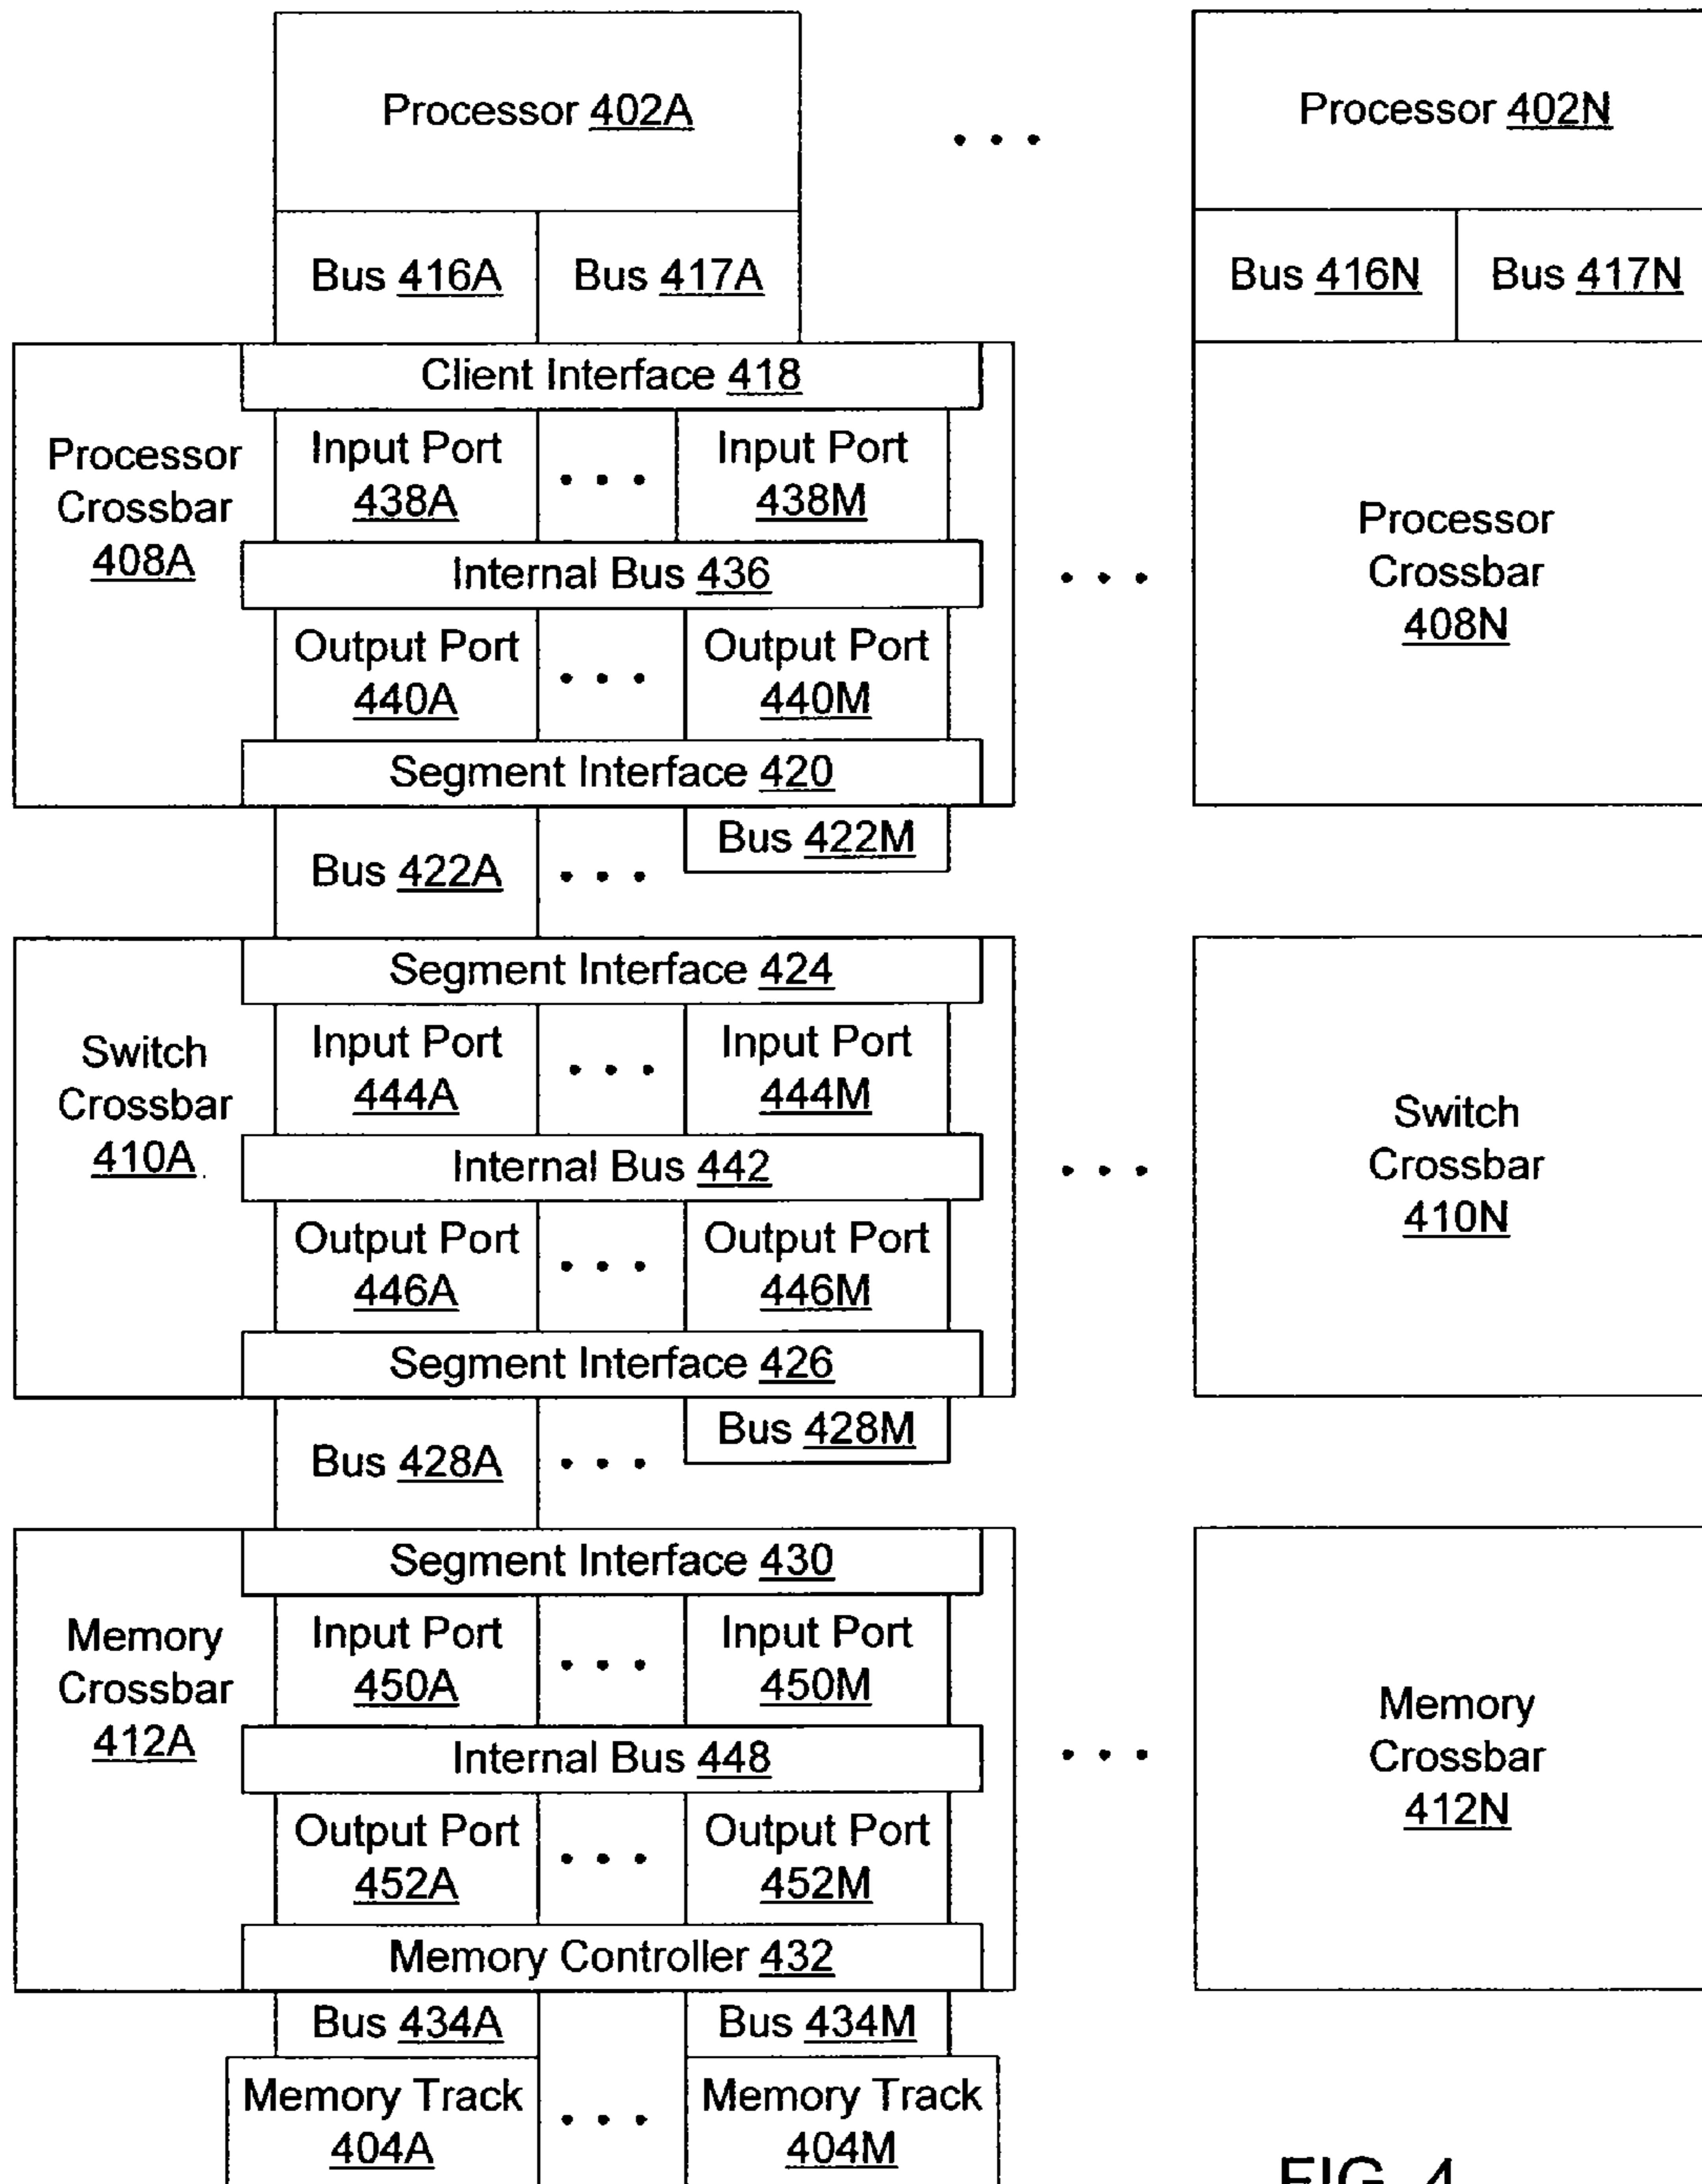 Processor 402A
Processor 402N
Bus 416A
Bus 417A
Bus 416N
Bus 417N
Client Interface 418
Processor
Crossbar
408A
Input Port
438A
Input Port
438M
Internal Bus 436
Output Port
440A
Output Port
440M
Segment Interface 420
Processor
Crossbar
408N
Bus 422A
Bus 422M
Segment Interface 424
Switch
Crossbar
410A
Input Port
444A
Input Port
444M
Internal Bus 442
Output Port
446A
Output Port
446M
Segment Interface 426
Switch
Crossbar
410N
Bus 428A
Bus 428M
Segment Interface 430
Memory
Crossbar
412A
Input Port
450A
Input Port
450M
Internal Bus 448
Output Port
452A
Output Port
452M
Memory Controller 432
Memory
Crossbar
412N
Bus 434A
Bus 434M
Memory Track
404A
Memory Track
404M
FIG. 4